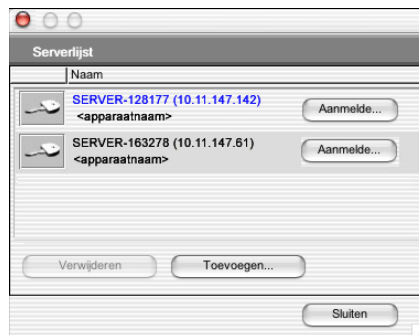 Serverlijst
Naam
SERVER-128177 (10.11.147.142)
<apparaatnaam>
Aanmelde...
SERVER-163278 (10.11.147.61)
<apparaatnaam>
Aanmelde...
Verwijderen
Toevoegen...
Sluiten